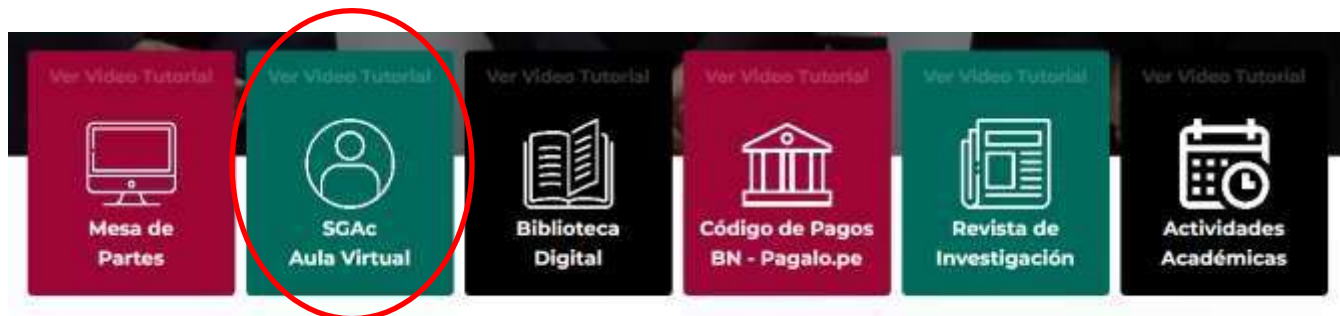 Ver Video Tutorial
Mesa de
Partes
Ver Video Tutorial
SGAc
Aula Virtual
Ver Video Tutorial
Biblioteca
Digital
Ver Video Tutorial
Código de Pagos
BN - Pagalo.pe
Ver Video Tutorial
Revista de
Investigación
Ver Video Tutorial
Actividades
Académicas